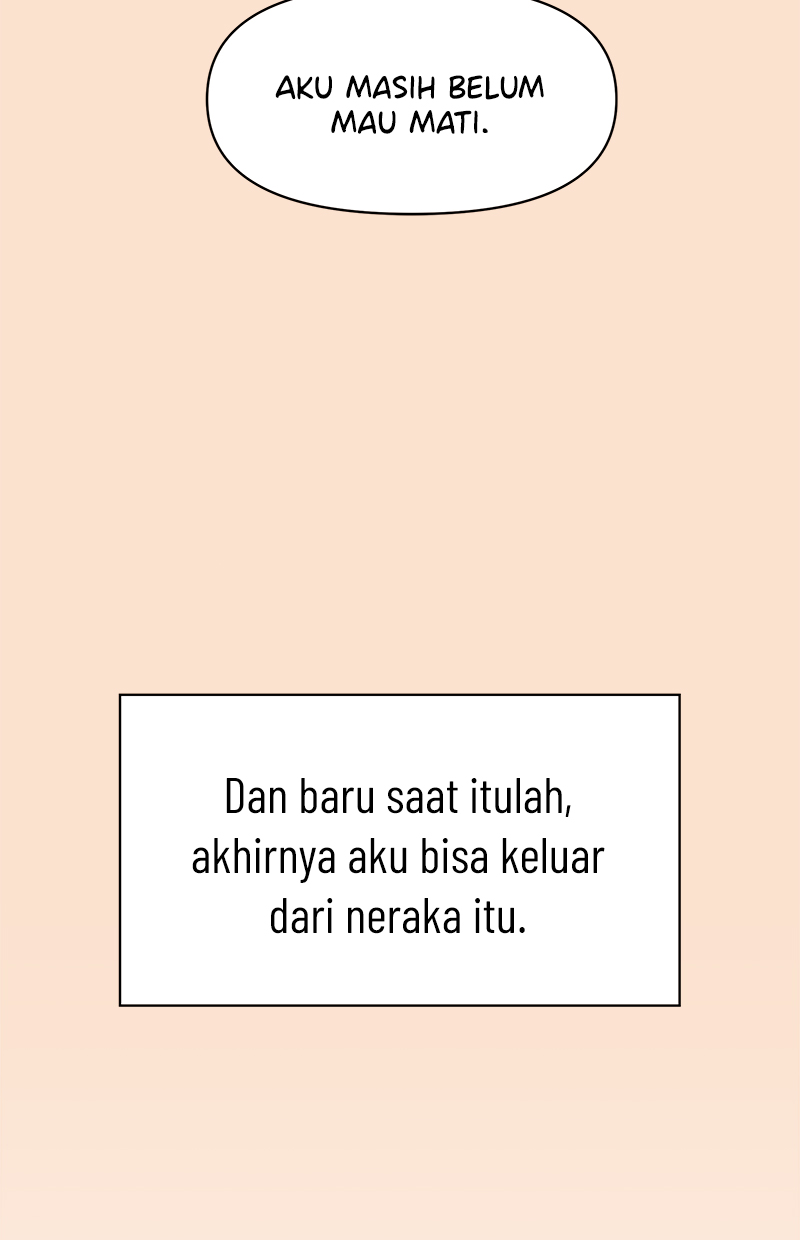 AKU MASIH BELUM
MAU MATI.
Dan baru saat itulah,
akhirnya aku bisa keluar
dari neraka itu.